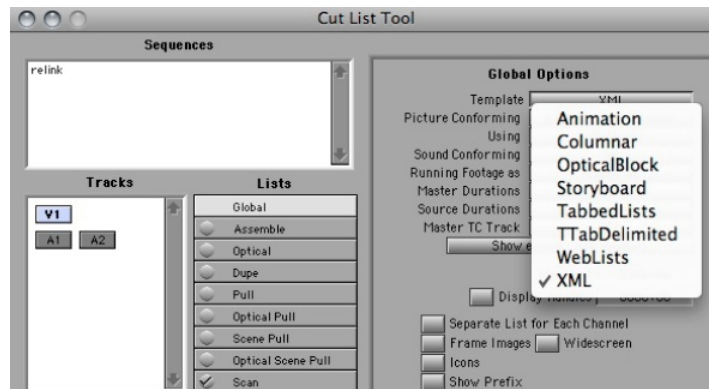 Cut List Tool
Sequences
relink
Tracks
V1
A1 A2
Lists
Global
Assemble
Optical
Dupe
Pull
Optical Pull
Scene Pull
Optical Scene Pull
Scan
Global Options
Template XML
Picture Conforming
Using
Sound Conforming
Running Footage as
Master Durations
Source Durations
Master TC Track
Show
Animation
Columnar
OpticalBlock
Storyboard
TabbedLists
TTabDelimited
WebLists
✓ XML
Display Handles
Separate List for Each Channel
Frame Images Widescreen
Icons
Show Prefix